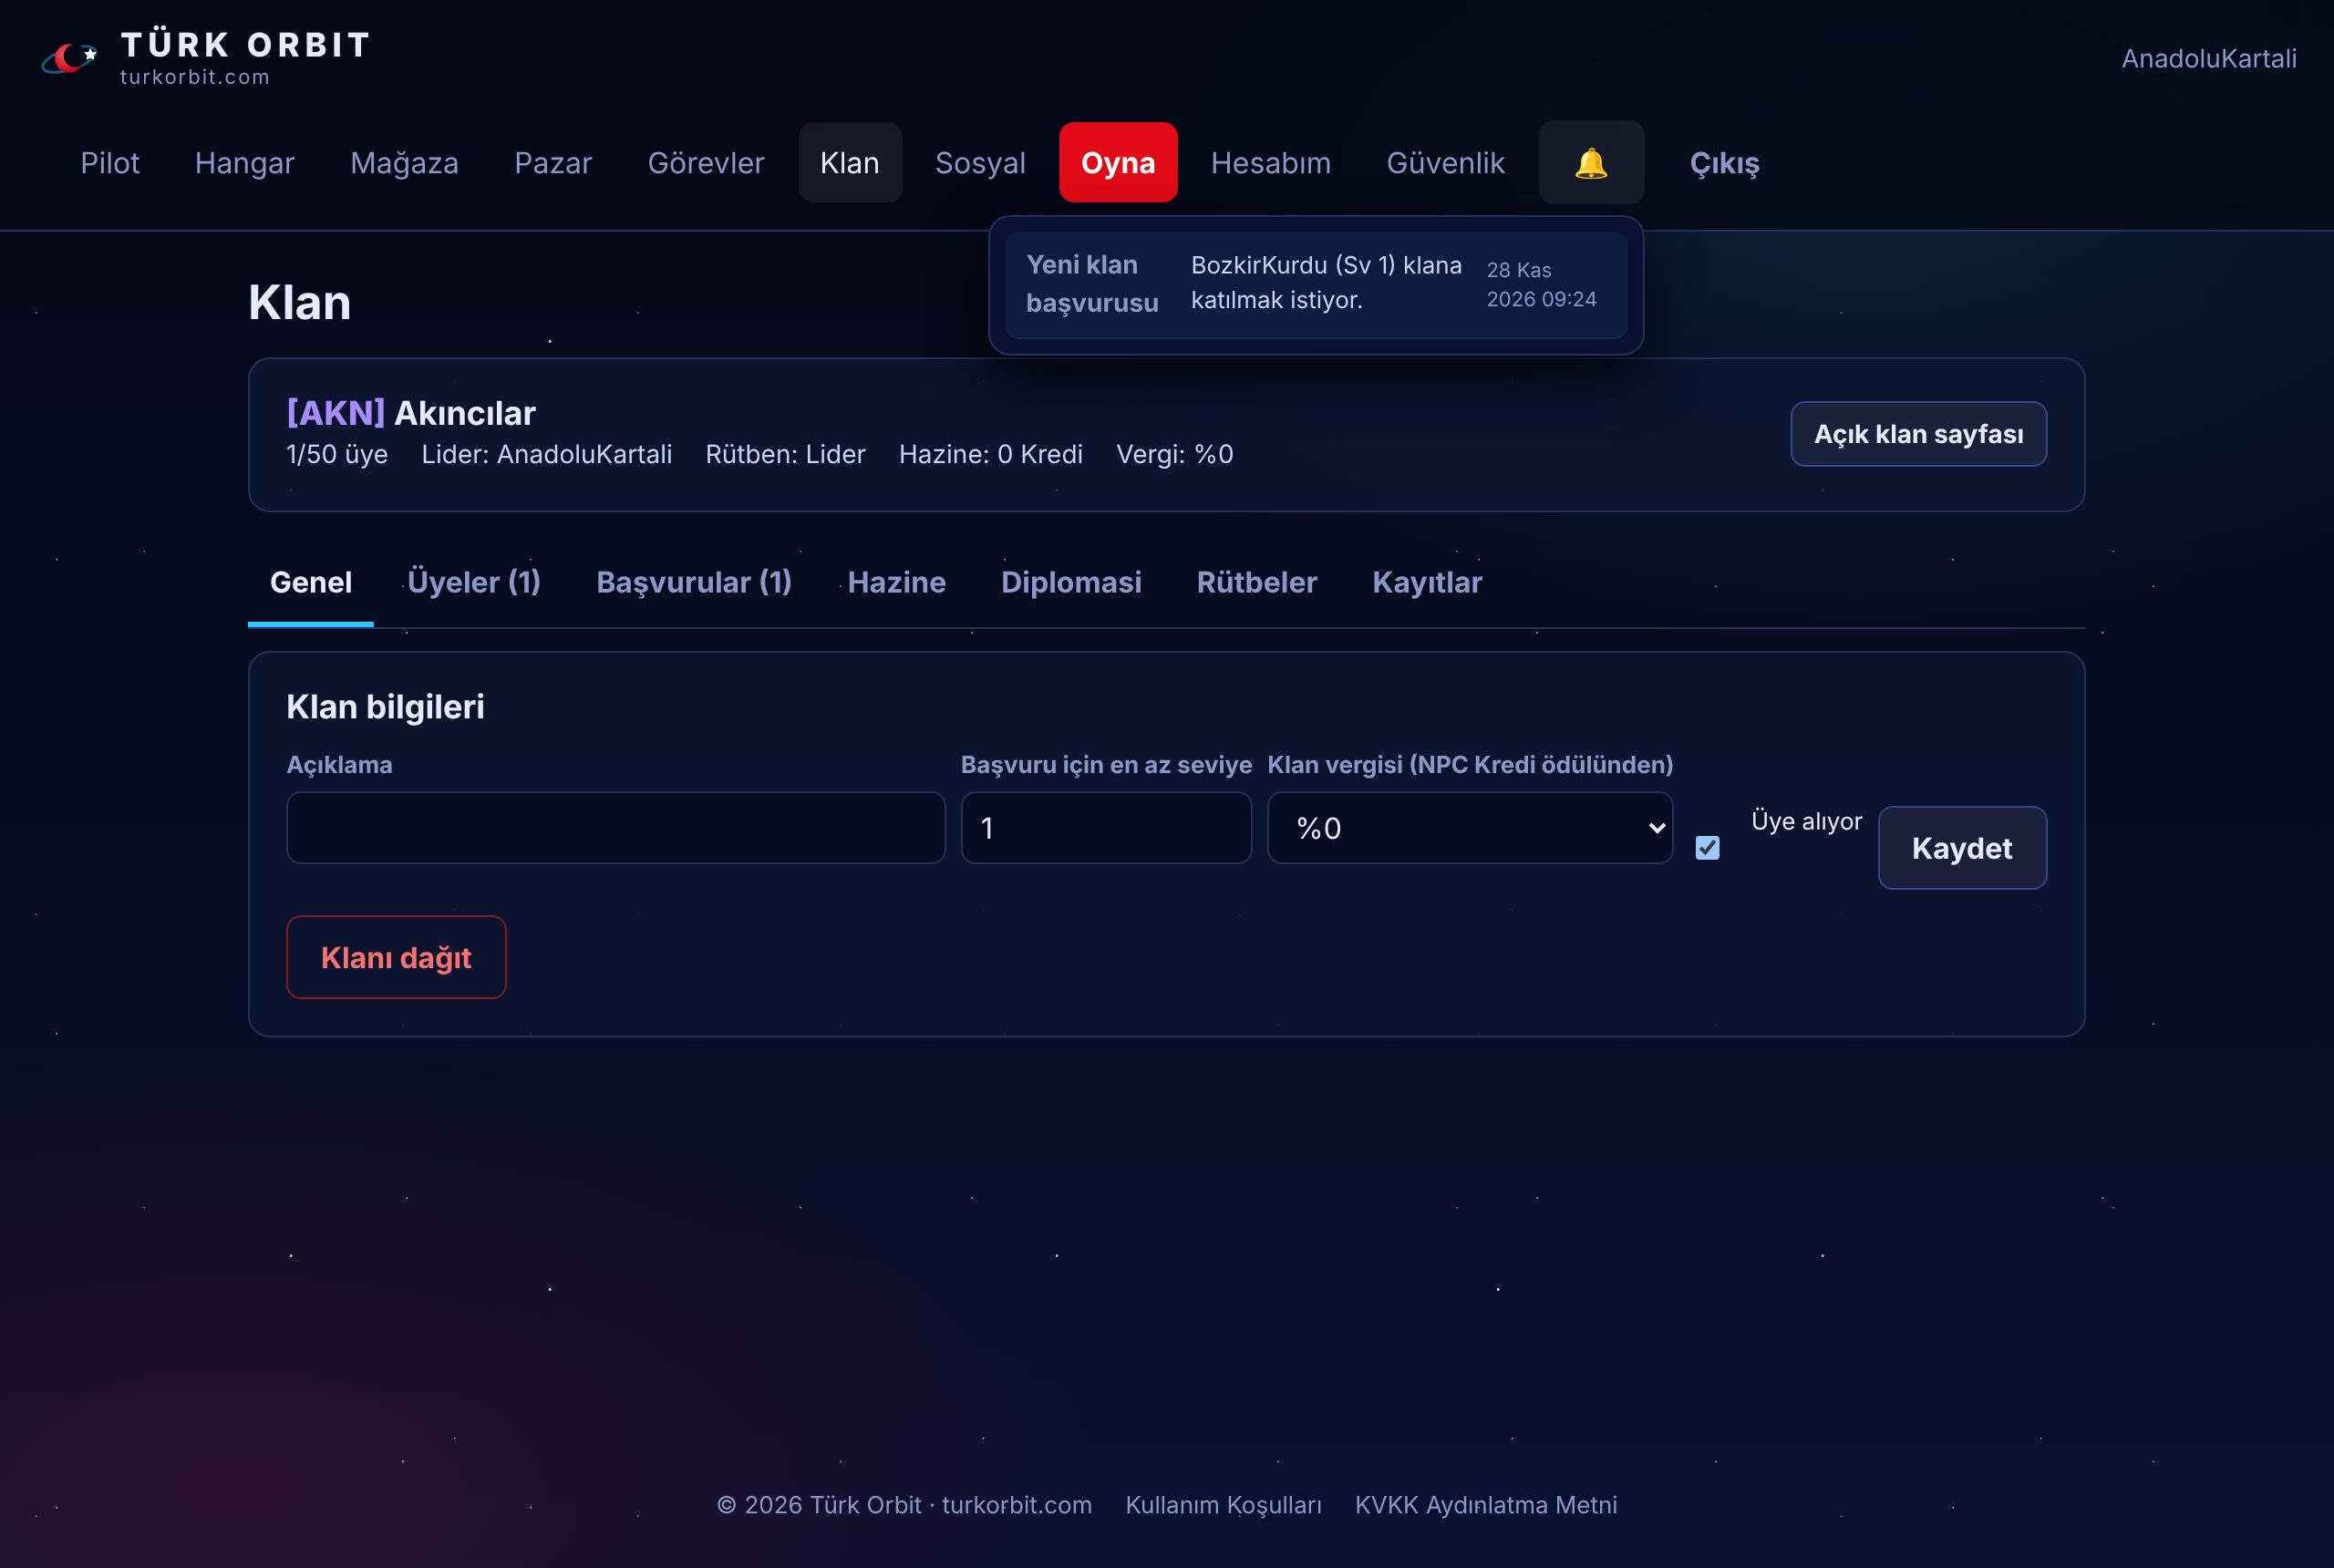 TÜRK ORBIT
turkorbit.com
AnadoluKartali
Pilot Hangar Mağaza Pazar Görevler Klan Sosyal Oyna Hesabım Güvenlik 🔔 Çıkış
Yeni klan başvurusu
BozkirKurdu (Sv 1) klana
katılmak istiyor.
28 Kas
2026 09:24
Klan
[AKN] Akıncılar
1/50 üye Lider: AnadoluKartali Rütben: Lider Hazine: 0 Kredi Vergi: %0
Açık klan sayfası
Genel Üyeler (1) Başvurular (1) Hazine Diplomasi Rütbeler Kayıtlar
Klan bilgileri
Açıklama Başvuru için en az seviye Klan vergisi (NPC Kredi ödülünden)
1 %0 Üye alıyor Kaydet
Klanı dağıt
© 2026 Türk Orbit · turkorbit.com Kullanım Koşulları KVKK Aydınlatma Metni